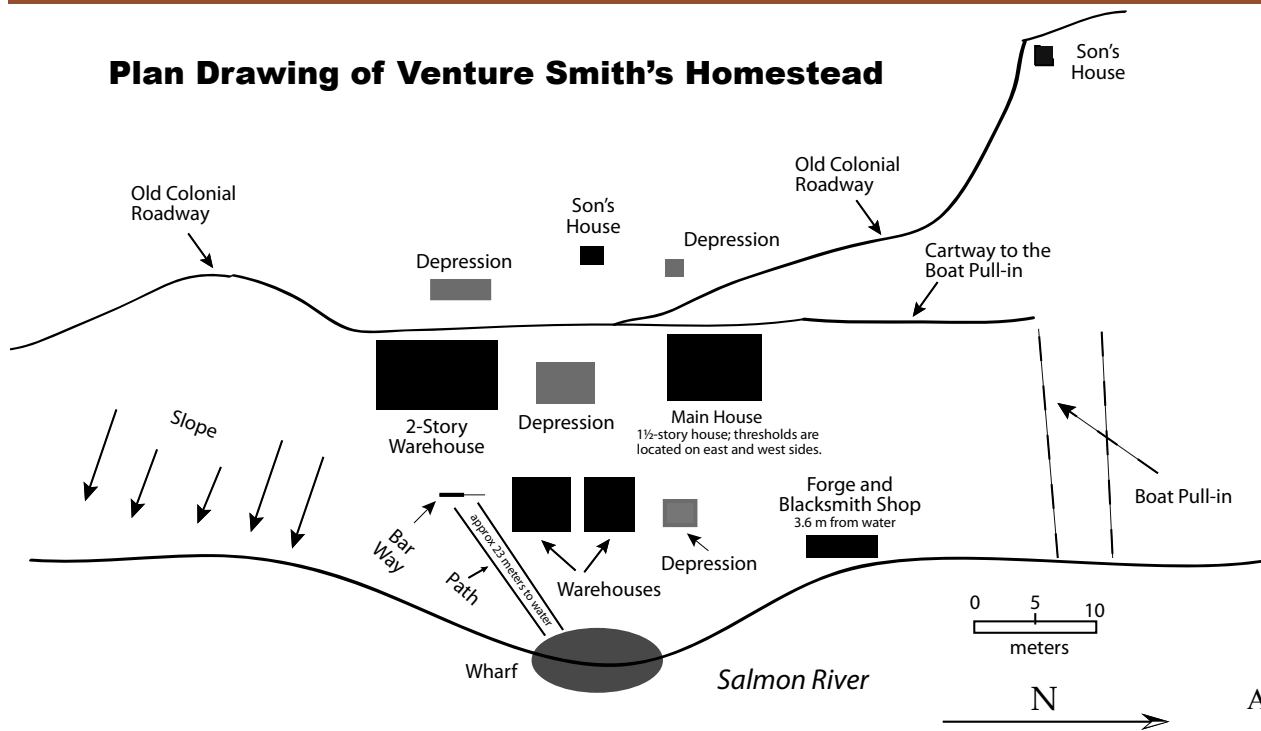 Plan Drawing of Venture Smith's Homestead
Son's
House
Old Colonial
Roadway
Old Colonial
Roadway
Son's
House
Depression
Depression
Cartway to the
Boat Pull-in
2-Story
Warehouse
Depression
Main House
1½-story house; thresholds are
located on east and west sides.
Slope
Bar
Way
Path
approx 23 meters to water
Warehouses
Depression
Forge and
Blacksmith Shop
3.6 m from water
Boat Pull-in
0 5 10
meters
Wharf
Salmon River
N
A